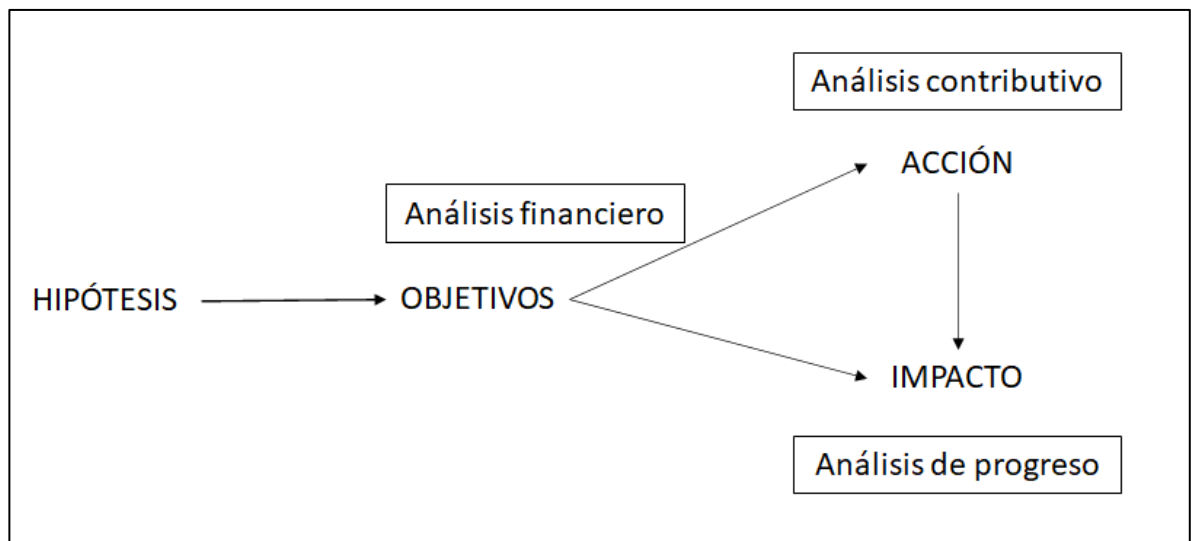 Análisis contributivo
ACCIÓN
Análisis financiero
HIPÓTESIS
OBJETIVOS
IMPACTO
Análisis de progreso